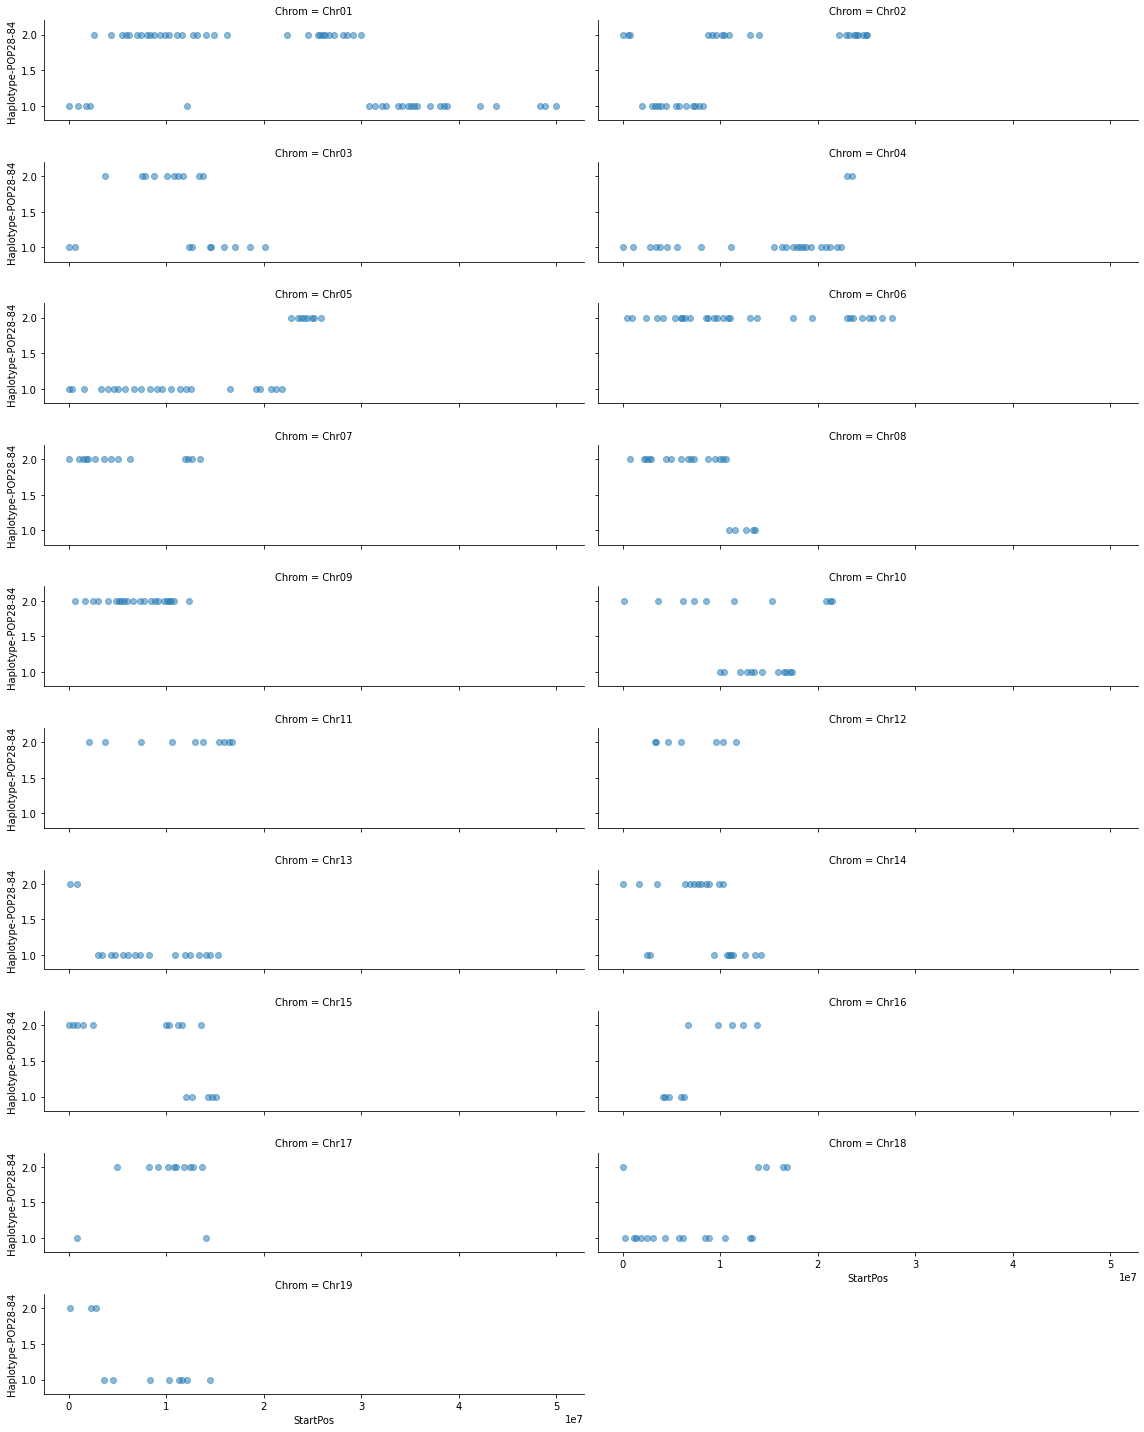 Chrom = Chr01
Chrom = Chr02
Haplotype-POP28-84
2.0
1.5
1.0
Chrom = Chr03
Chrom = Chr04
Haplotype-POP28-84
2.0
1.5
1.0
Chrom = Chr05
Chrom = Chr06
Haplotype-POP28-84
2.0
1.5
1.0
Chrom = Chr07
Chrom = Chr08
Haplotype-POP28-84
2.0
1.5
1.0
Chrom = Chr09
Chrom = Chr10
Haplotype-POP28-84
2.0
1.5
1.0
Chrom = Chr11
Chrom = Chr12
Haplotype-POP28-84
2.0
1.5
1.0
Chrom = Chr13
Chrom = Chr14
Haplotype-POP28-84
2.0
1.5
1.0
Chrom = Chr15
Chrom = Chr16
Haplotype-POP28-84
2.0
1.5
1.0
Chrom = Chr17
Chrom = Chr18
Haplotype-POP28-84
2.0
1.5
1.0
0 1 2 3 4 5
StartPos
1e7
Chrom = Chr19
Haplotype-POP28-84
2.0
1.5
1.0
0 1 2 3 4 5
StartPos
1e7